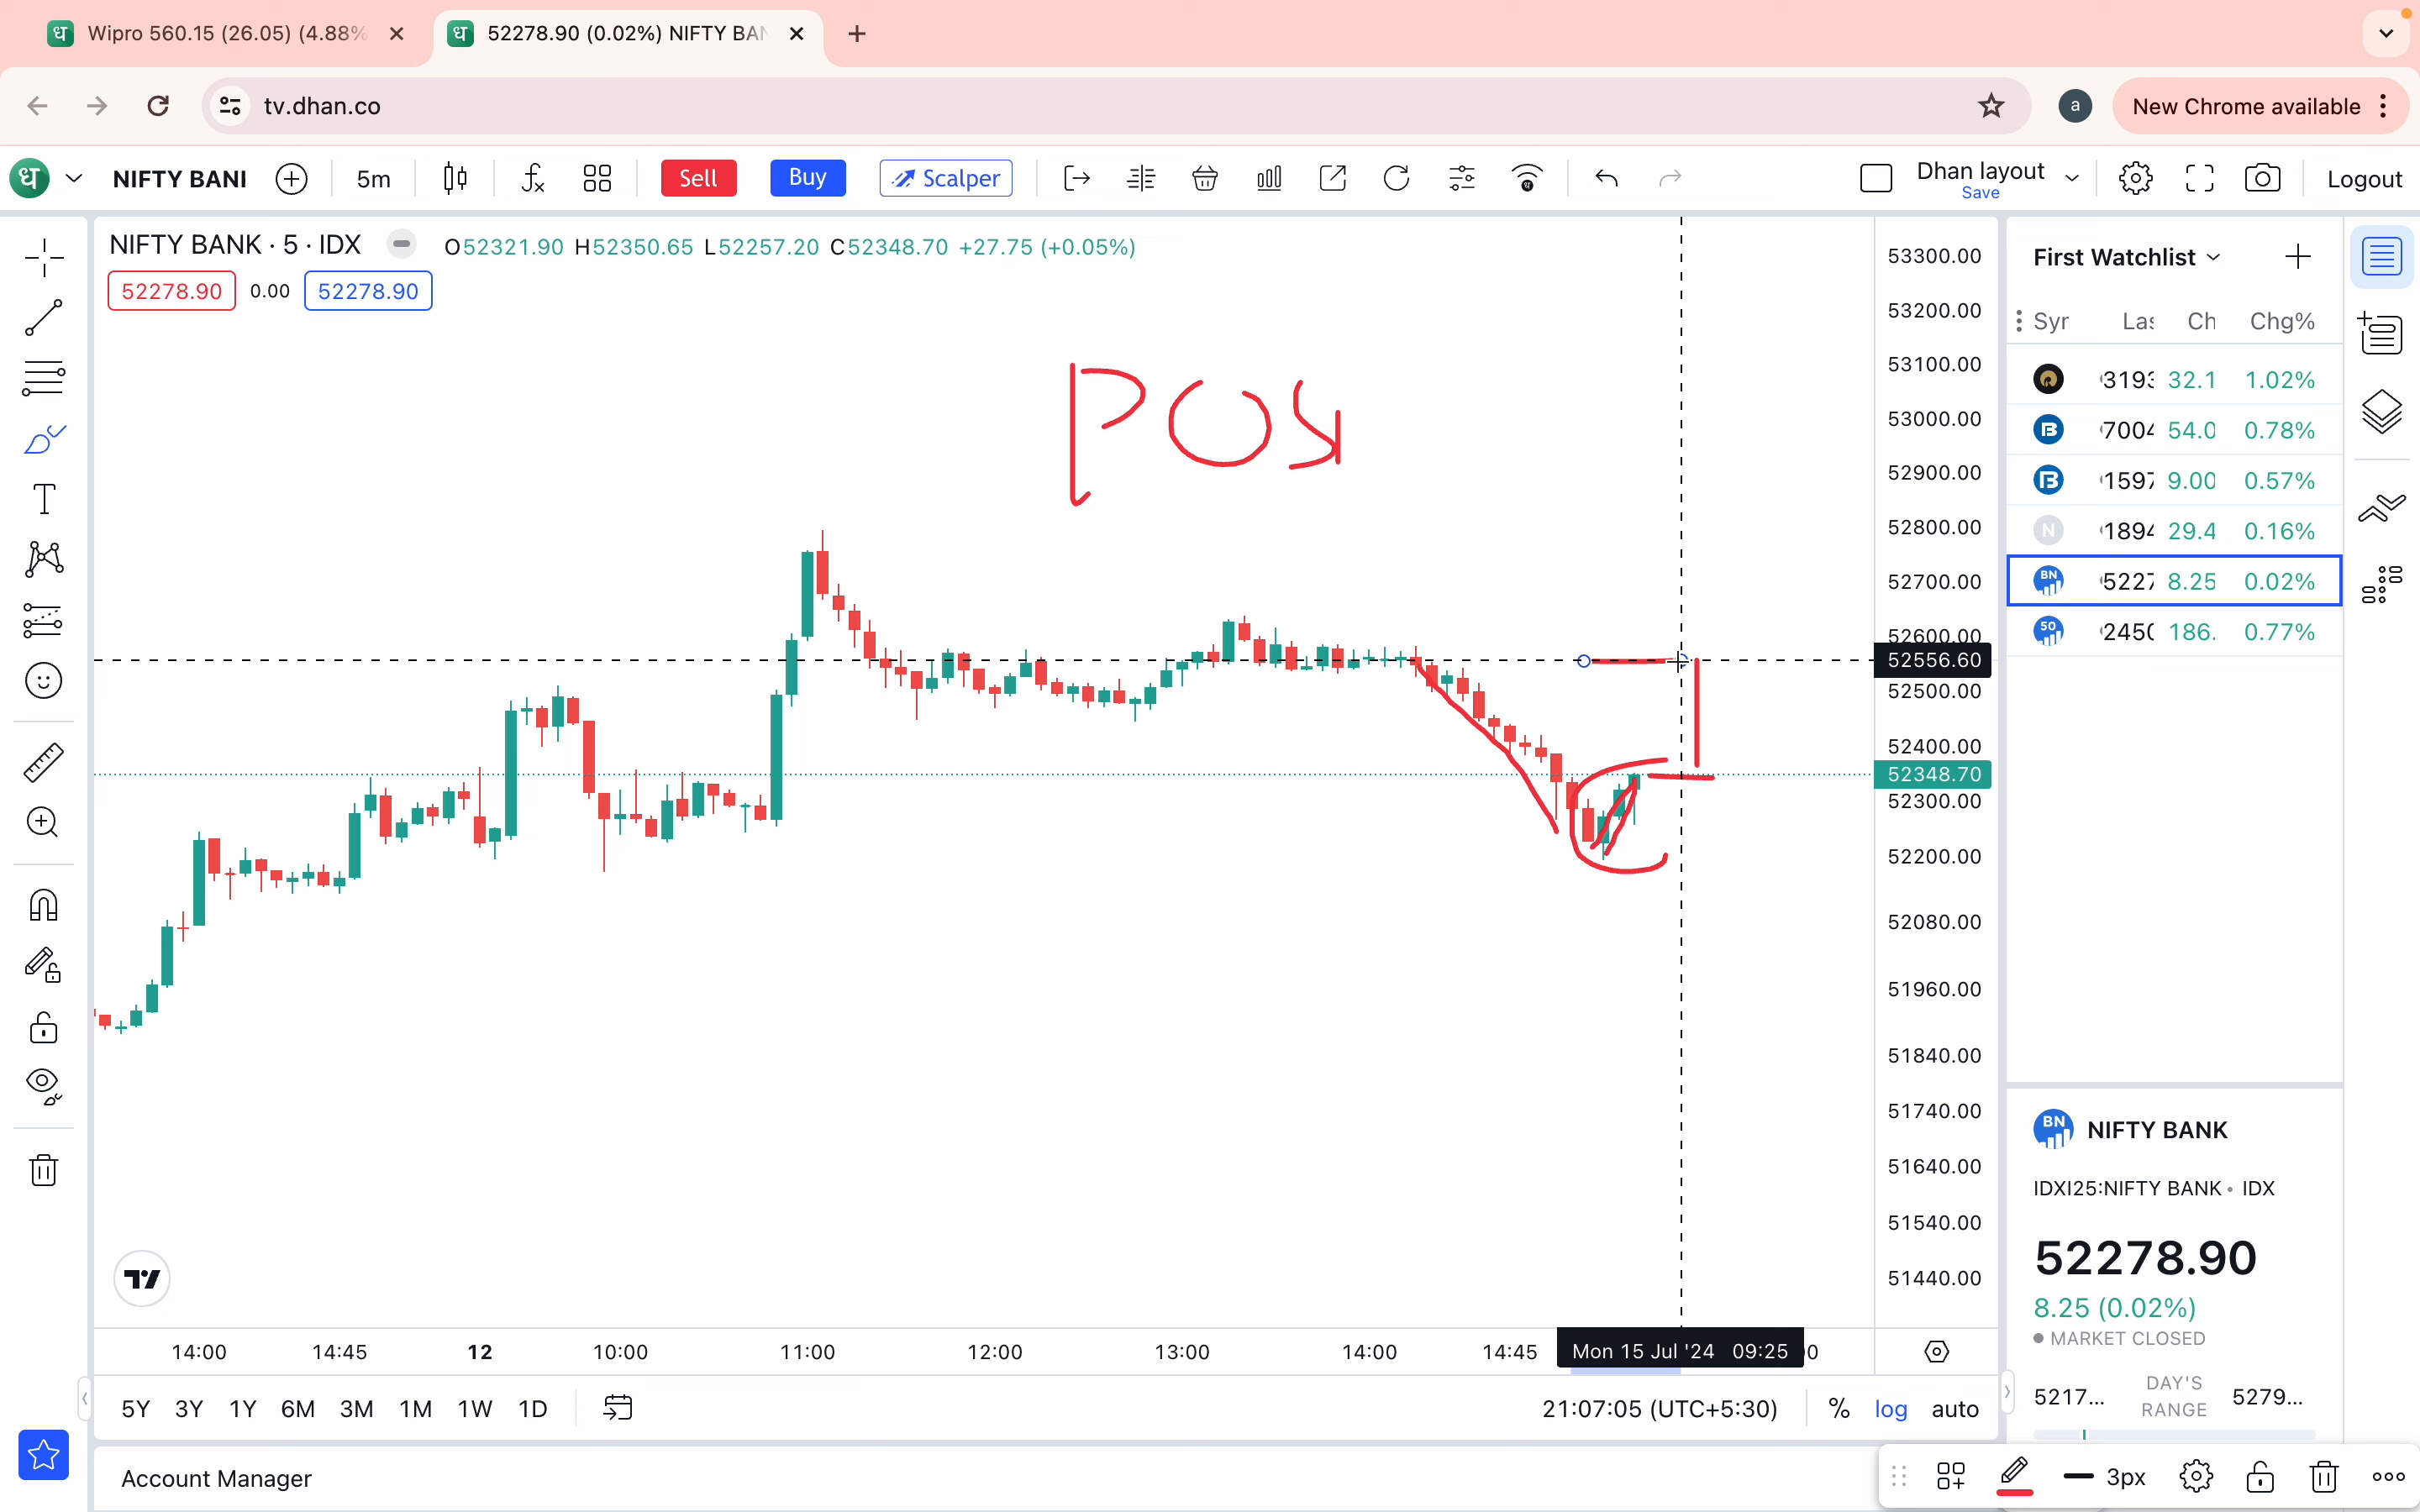 Wipro 560.15 (26.05) (4.88%
52278.90 (0.02%) NIFTY BAN
tv.dhan.co
a
New Chrome available
ध
NIFTY BANI
5m
Sell
Buy
Scalper
Dhan layout
Save
Logout
NIFTY BANK · 5 · IDX
O52321.90 H52350.65 L52257.20 C52348.70 +27.75 (+0.05%)
52278.90 0.00 52278.90
POS
53300.00
53200.00
53100.00
53000.00
52900.00
52800.00
52700.00
52600.00
52556.60
52500.00
52400.00
52348.70
52300.00
52200.00
52080.00
51960.00
51840.00
51740.00
51640.00
51540.00
51440.00
First Watchlist
Syr Las Ch Chg%
3193 32.1 1.02%
7004 54.0 0.78%
1597 9.00 0.57%
N 1894 29.4 0.16%
BN 5227 8.25 0.02%
50 2450 186. 0.77%
BN NIFTY BANK
IDXI25:NIFTY BANK • IDX
52278.90
8.25 (0.02%)
MARKET CLOSED
5217... DAY'S RANGE 5279...
14:00 14:45 12 10:00 11:00 12:00 13:00 14:00 14:45 Mon 15 Jul '24 09:25
5Y 3Y 1Y 6M 3M 1M 1W 1D
21:07:05 (UTC+5:30) % log auto
Account Manager
3px